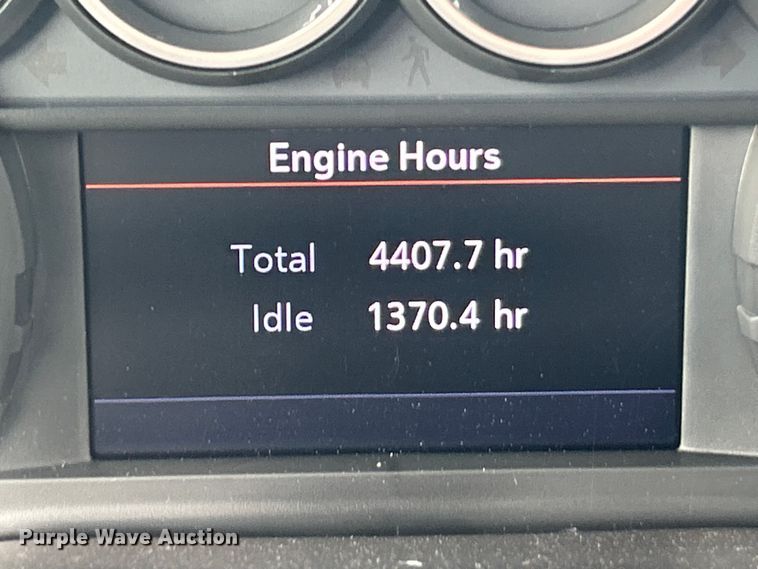 Engine Hours
Total 4407.7 hr
Idle 1370.4 hr
Purple Wave Auction